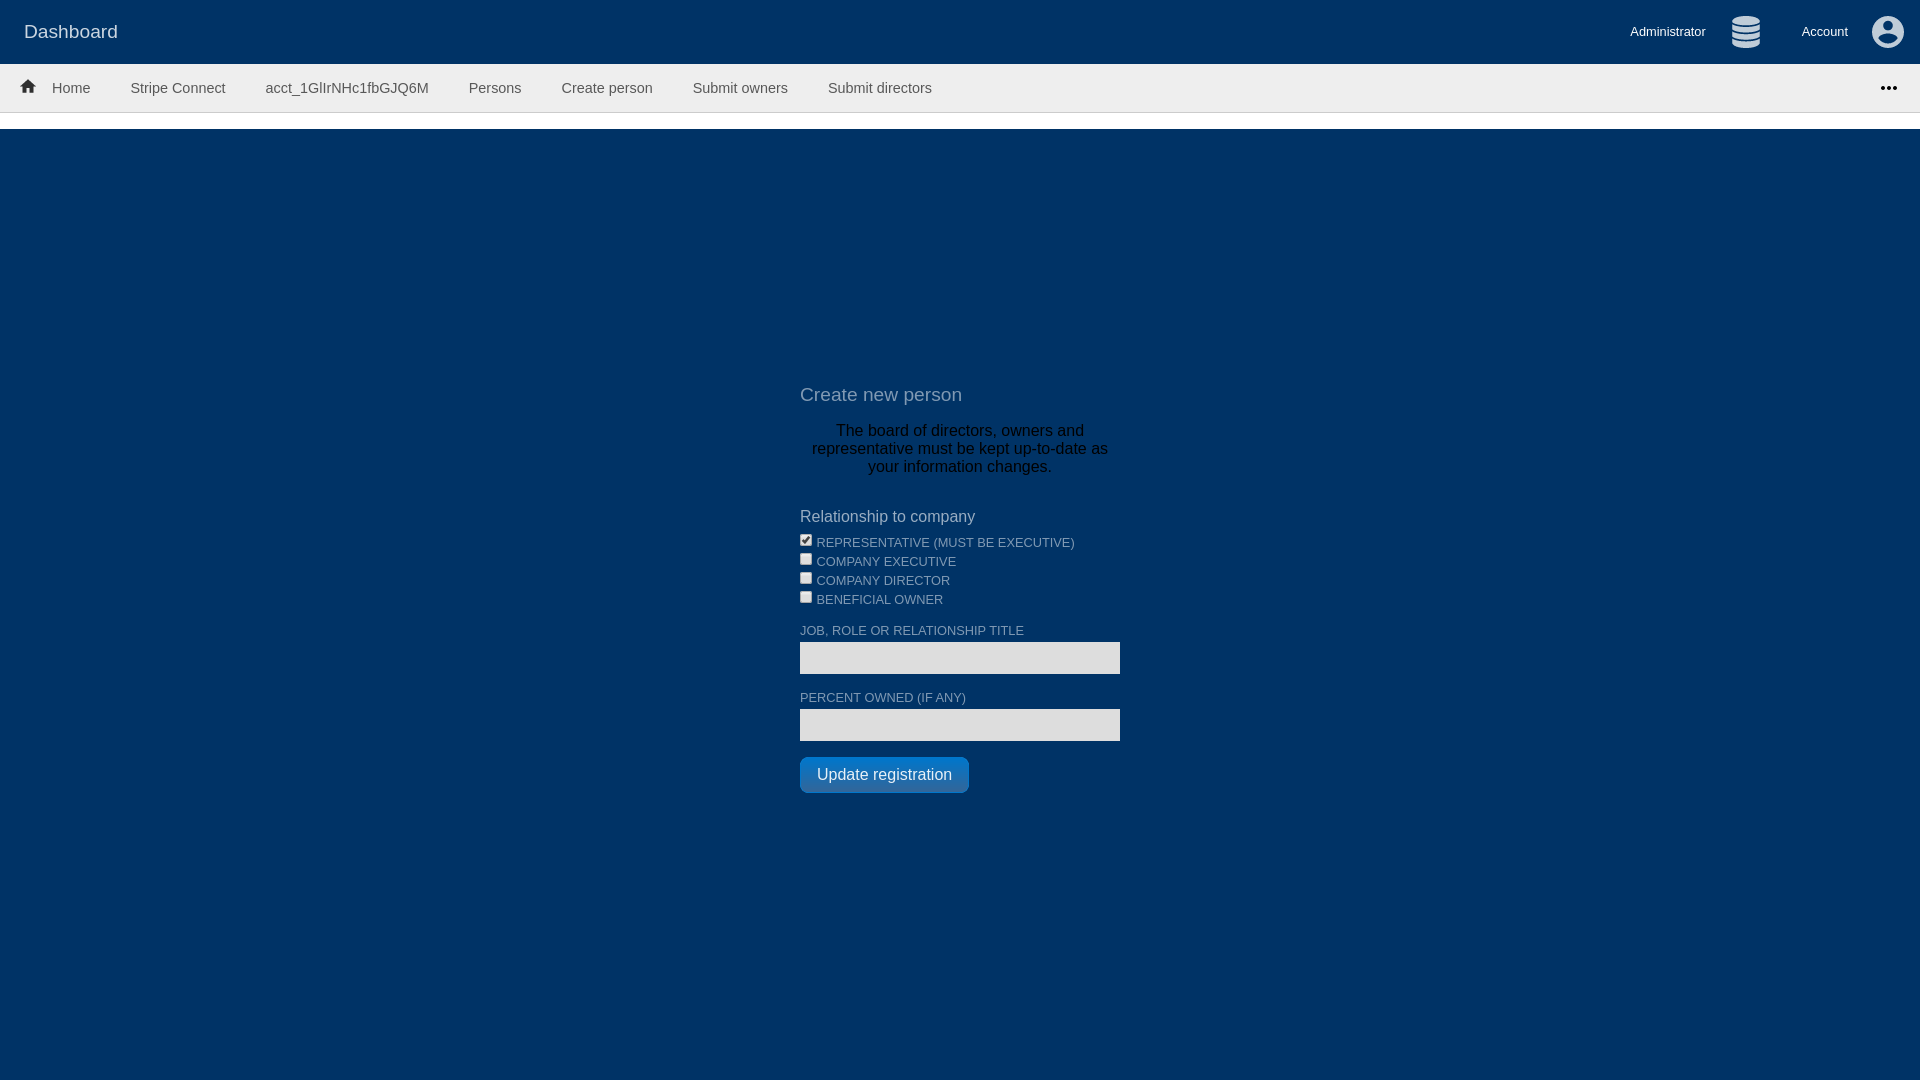 Dashboard
Administrator
Account
Home
Stripe Connect
acct_1GlIrNHc1fbGJQ6M
Persons
Create person
Submit owners
Submit directors
Create new person
The board of directors, owners and
representative must be kept up-to-date as
your information changes.
Relationship to company
REPRESENTATIVE (MUST BE EXECUTIVE)
COMPANY EXECUTIVE
COMPANY DIRECTOR
BENEFICIAL OWNER
JOB, ROLE OR RELATIONSHIP TITLE
PERCENT OWNED (IF ANY)
Update registration